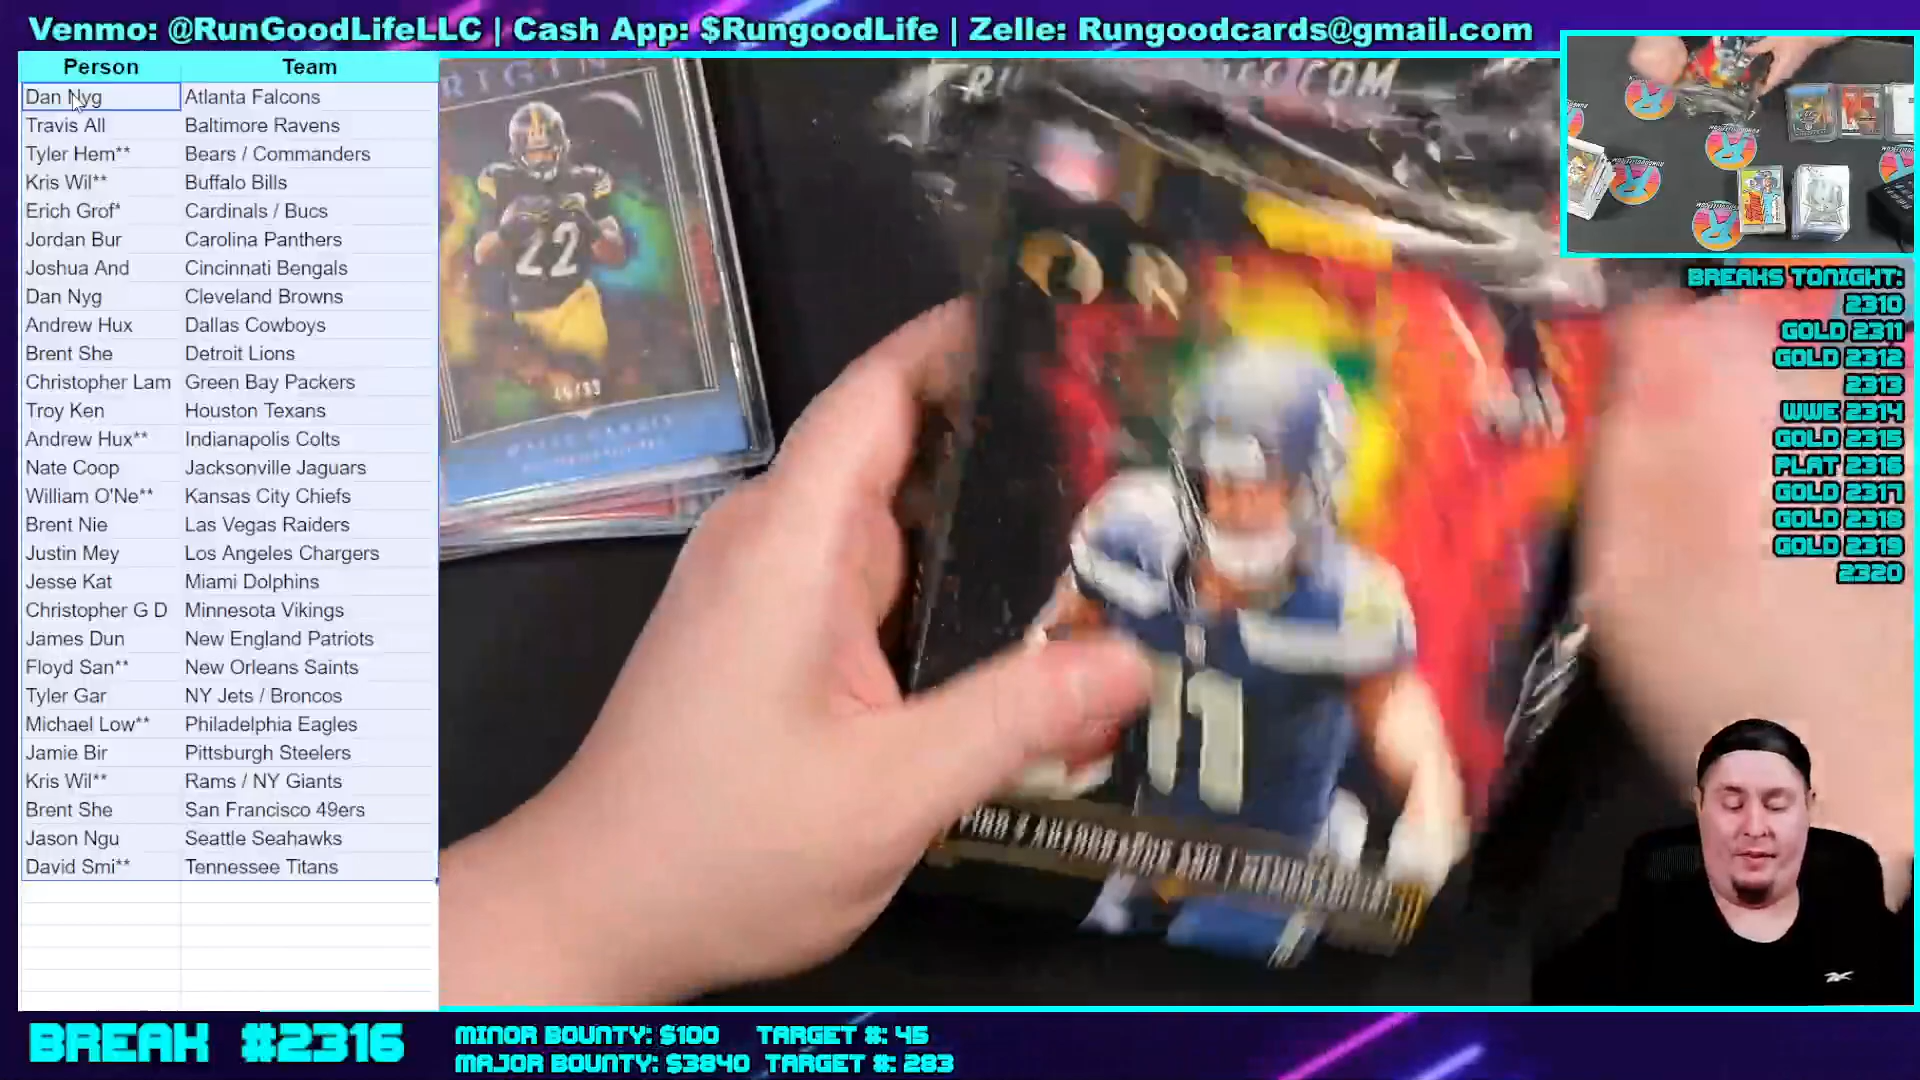 Venmo: @RunGoodLifeLLC | Cash App: $RungoodLife | Zelle: Rungoodcards@gmail.com
Person Team
Dan Nyg Atlanta Falcons
Travis All Baltimore Ravens
Tyler Hem** Bears / Commanders
Kris Wil** Buffalo Bills
Erich Grof* Cardinals / Bucs
Jordan Bur Carolina Panthers
Joshua And Cincinnati Bengals
Dan Nyg Cleveland Browns
Andrew Hux Dallas Cowboys
Brent She Detroit Lions
Christopher Lam Green Bay Packers
Troy Ken Houston Texans
Andrew Hux** Indianapolis Colts
Nate Coop Jacksonville Jaguars
William O'Ne** Kansas City Chiefs
Brent Nie Las Vegas Raiders
Justin Mey Los Angeles Chargers
Jesse Kat Miami Dolphins
Christopher G D Minnesota Vikings
James Dun New England Patriots
Floyd San** New Orleans Saints
Tyler Gar NY Jets / Broncos
Michael Low** Philadelphia Eagles
Jamie Bir Pittsburgh Steelers
Kris Wil** Rams / NY Giants
Brent She San Francisco 49ers
Jason Ngu Seattle Seahawks
David Smi** Tennessee Titans
RIGIN
22
11
BREAKS TONIGHT:
2310
GOLD 2311
GOLD 2312
2313
WWE 2314
GOLD 2315
PLAT 2316
GOLD 2317
GOLD 2318
GOLD 2319
2320
BREAK #2316
MINOR BOUNTY: $100 TARGET #: 45
MAJOR BOUNTY: $3840 TARGET #: 283